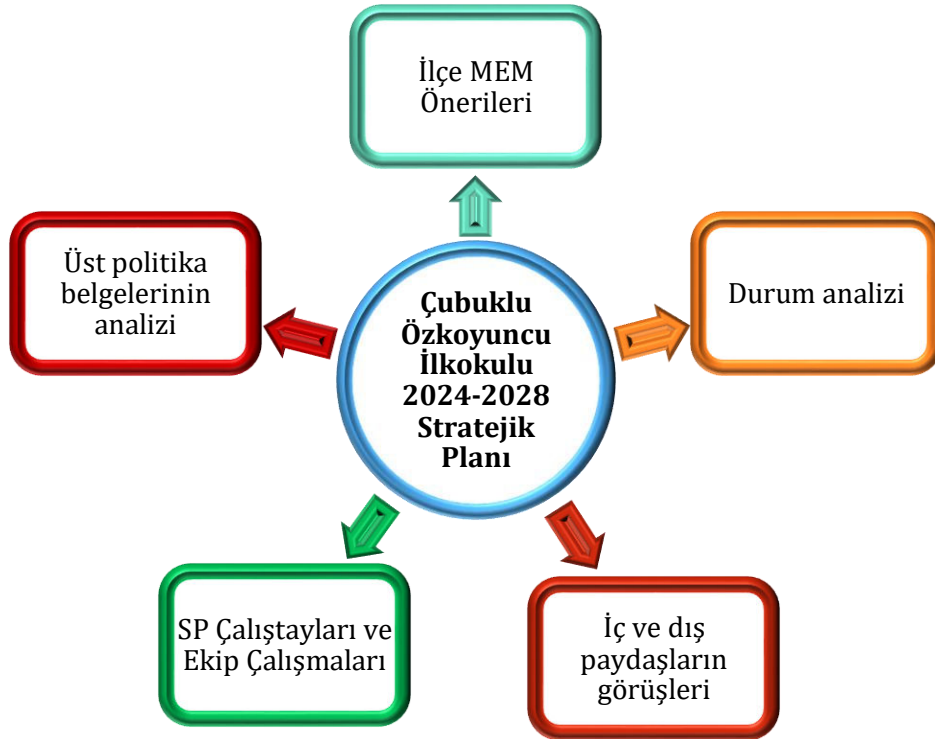 İlçe MEM
Önerileri
Üst politika
belgelerinin
analizi
Durum analizi
Çubuklu
Özkoyuncu
İlkokulu
2024-2028
Stratejik
Planı
SP Çalıştayları ve
Ekip Çalışmaları
İç ve dış
paydaşların
görüşleri